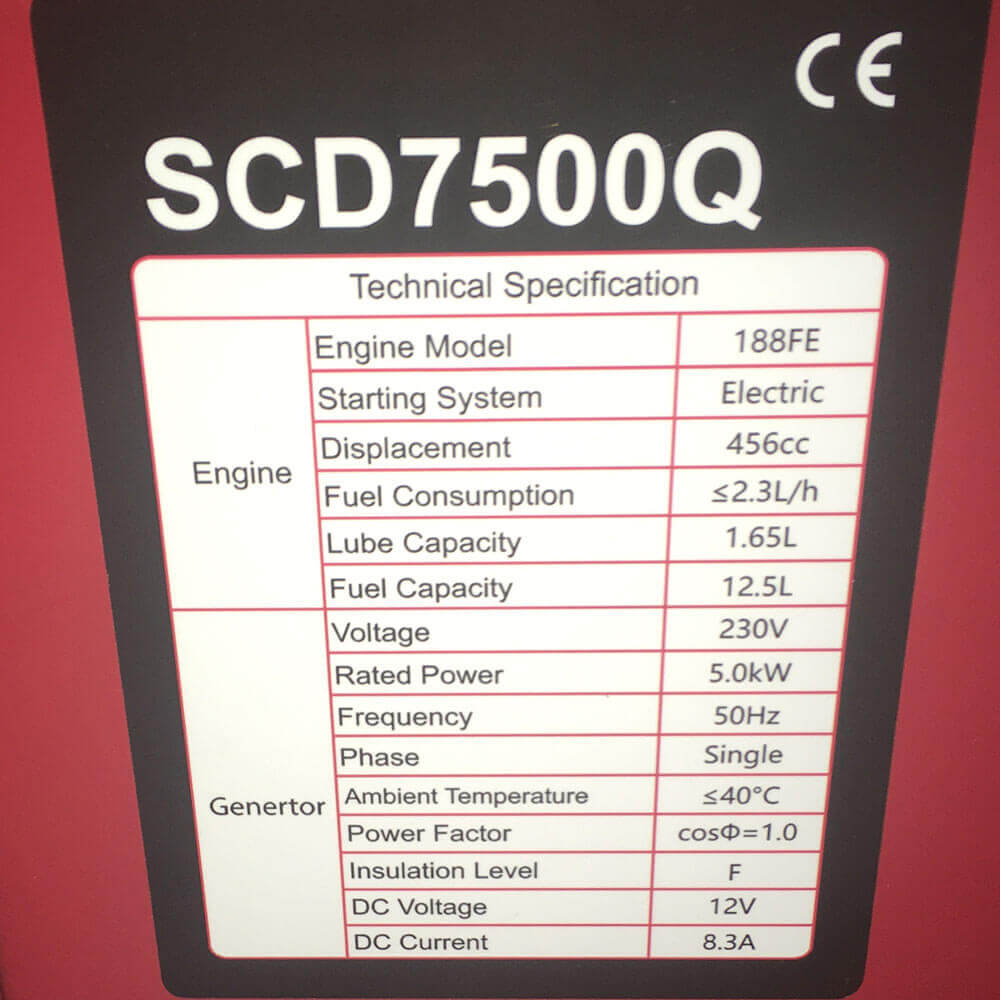 CE
SCD7500Q
Technical Specification
Engine
Engine Model 188FE
Starting System Electric
Displacement 456cc
Fuel Consumption ≤2.3L/h
Lube Capacity 1.65L
Fuel Capacity 12.5L
Genertor
Voltage 230V
Rated Power 5.0kW
Frequency 50Hz
Phase Single
Ambient Temperature ≤40°C
Power Factor cosΦ=1.0
Insulation Level F
DC Voltage 12V
DC Current 8.3A